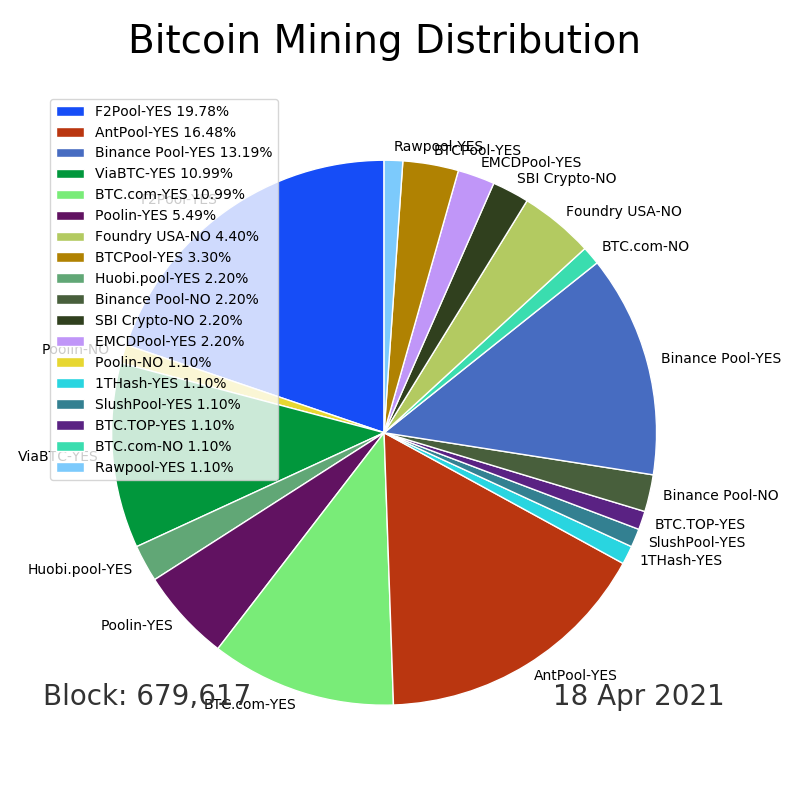 Bitcoin Mining Distribution
F2Pool-YES 19.78%
AntPool-YES 16.48%
Binance Pool-YES 13.19%
ViaBTC-YES 10.99%
BTC.com-YES 10.99%
Poolin-YES 5.49%
Foundry USA-NO 4.40%
BTCPool-YES 3.30%
Huobi.pool-YES 2.20%
Binance Pool-NO 2.20%
SBI Crypto-NO 2.20%
EMCDPool-YES 2.20%
Poolin-NO 1.10%
1THash-YES 1.10%
SlushPool-YES 1.10%
BTC.TOP-YES 1.10%
BTC.com-NO 1.10%
Rawpool-YES 1.10%
Rawpool-YES
BTCPool-YES
EMCDPool-YES
SBI Crypto-NO
Foundry USA-NO
BTC.com-NO
Binance Pool-YES
Binance Pool-NO
BTC.TOP-YES
SlushPool-YES
1THash-YES
AntPool-YES
BTC.com-YES
Poolin-YES
Huobi.pool-YES
ViaBTC-YES
Poolin-NO
F2Pool-YES
Block: 679,617
18 Apr 2021